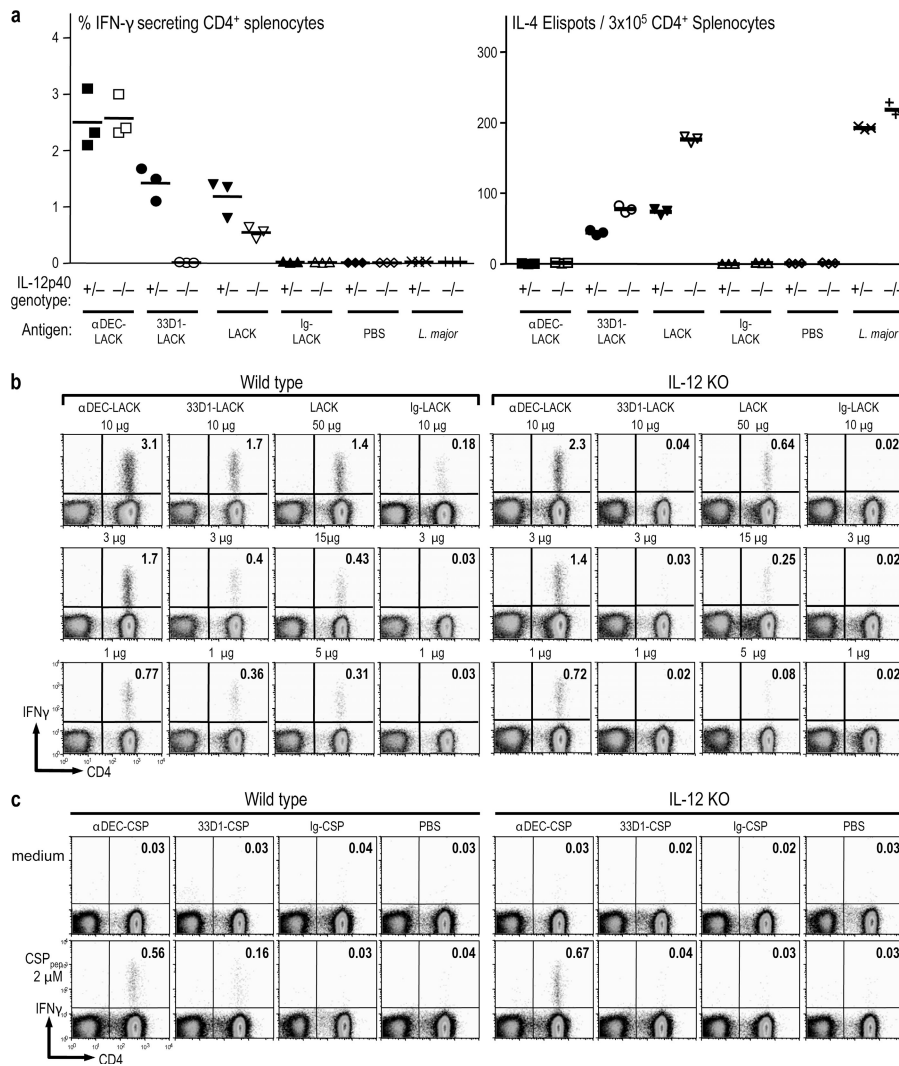 a
% IFN-γ secreting CD4⁺ splenocytes
4
3
2
1
0
IL-12p40 genotype:
+/– –/– +/– –/– +/– –/– +/– –/– +/– –/– +/– –/–
Antigen:
αDEC-LACK 33D1-LACK LACK Ig-LACK PBS L. major
IL-4 Elispots / 3x10⁵ CD4⁺ Splenocytes
300
200
100
0
+/– –/– +/– –/– +/– –/– +/– –/– +/– –/– +/– –/–
αDEC-LACK 33D1-LACK LACK Ig-LACK PBS L. major
b
Wild type IL-12 KO
αDEC-LACK 33D1-LACK LACK Ig-LACK αDEC-LACK 33D1-LACK LACK Ig-LACK
10 µg 10 µg 50 µg 10 µg 10 µg 10 µg 50 µg 10 µg
3.1 1.7 1.4 0.18 2.3 0.04 0.64 0.02
3 µg 3 µg 15µg 3 µg 3 µg 3 µg 15 µg 3 µg
1.7 0.4 0.43 0.03 1.4 0.03 0.25 0.02
1 µg 1 µg 5 µg 1 µg 1 µg 1 µg 5 µg 1 µg
0.77 0.36 0.31 0.03 0.72 0.02 0.08 0.02
IFNγ
CD4
c
Wild type IL-12 KO
αDEC-CSP 33D1-CSP Ig-CSP PBS αDEC-CSP 33D1-CSP Ig-CSP PBS
medium
0.03 0.03 0.04 0.03 0.03 0.02 0.02 0.03
CSP pep
2 µM
0.56 0.16 0.03 0.04 0.67 0.04 0.03 0.03
IFNγ
CD4